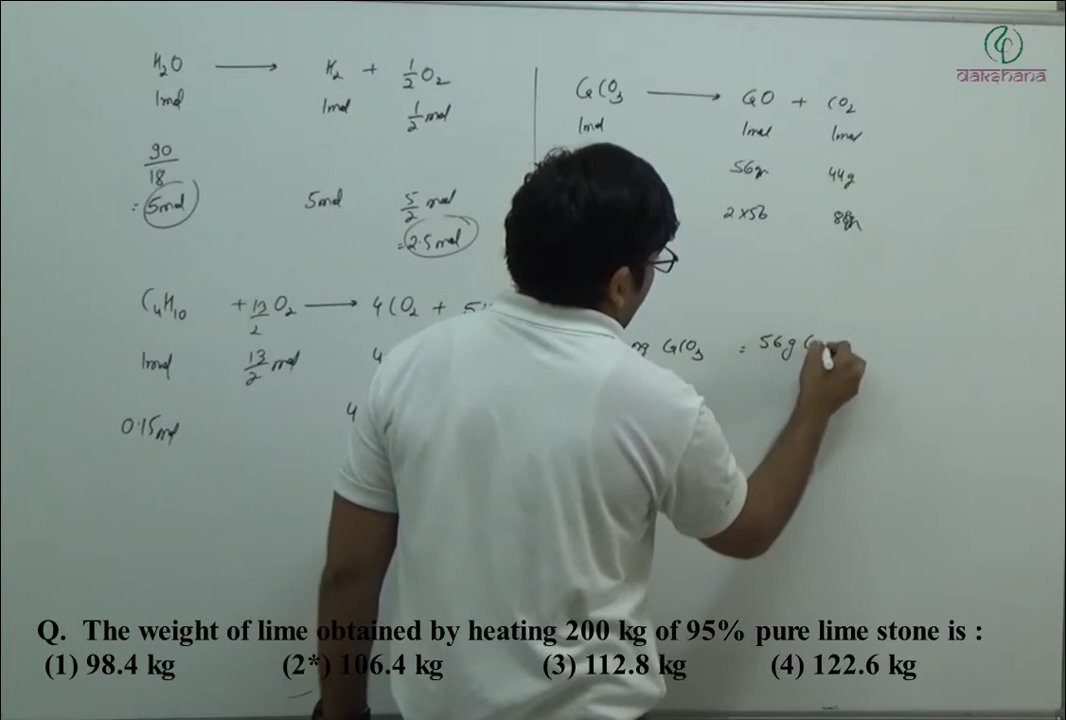 dakshana
H₂O ⟶ H₂ + 1/2 O₂
1mol 1mol 1/2 mol
90/18
= 5mol 5mol 5/2 mol
= 2.5mol
CaCO₃ ⟶ CaO + CO₂
1mol 1mol 1mol
56g 44g
2×56 88g
C₄H₁₀ + 13/2 O₂ ⟶ 4CO₂ +
1mol 13/2 mol 4
0.15mol 4
CaCO₃ = 56g
Q. The weight of lime obtained by heating 200 kg of 95% pure lime stone is :
(1) 98.4 kg (2*) 106.4 kg (3) 112.8 kg (4) 122.6 kg